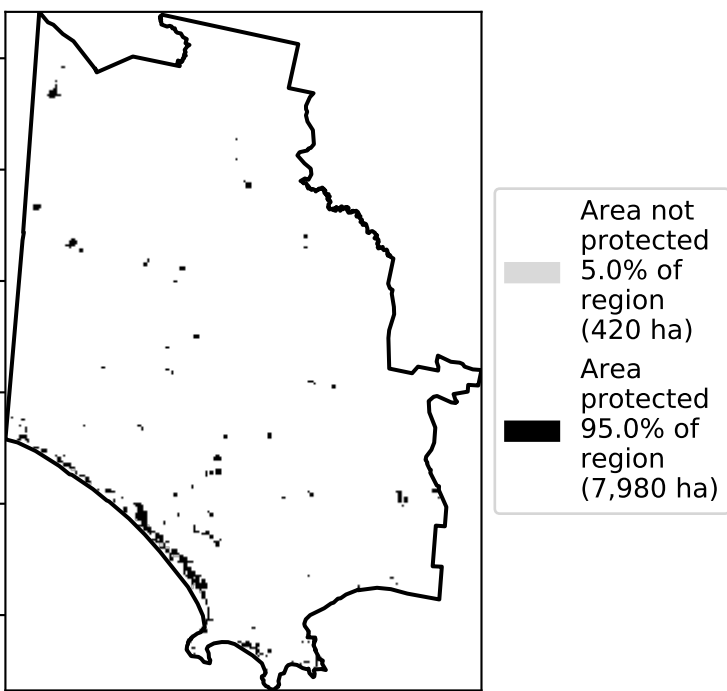 Area not
protected
5.0% of
region
(420 ha)
Area
protected
95.0% of
region
(7,980 ha)